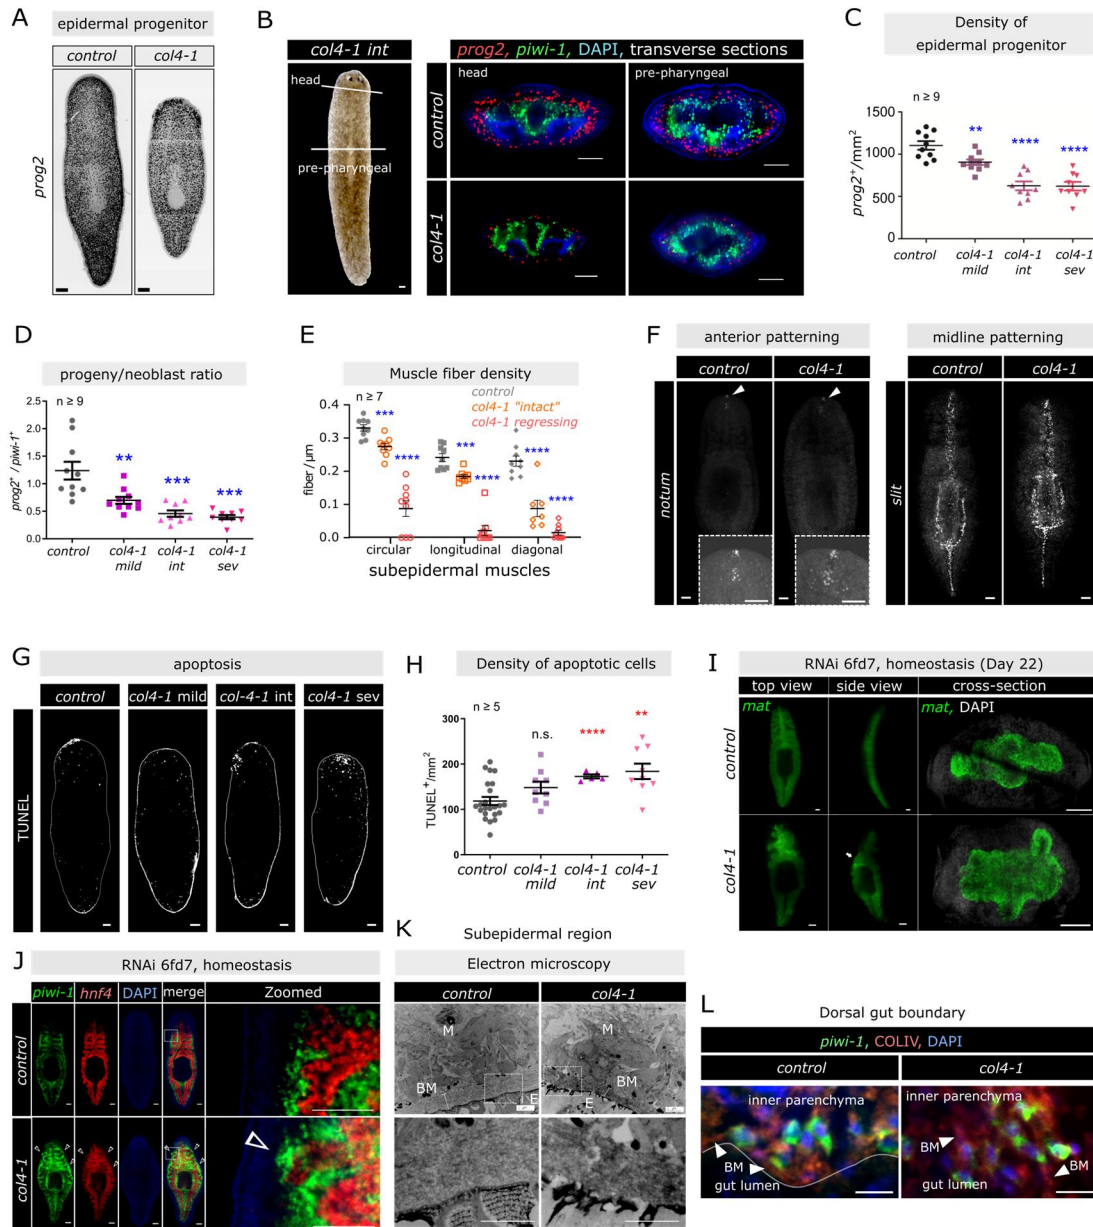 A
epidermal progenitor
control
col4-1
prog2
B
col4-1 int
head
pre-pharyngeal
prog2, piwi-1, DAPI, transverse sections
head
pre-pharyngeal
control
col4-1
C
Density of
epidermal progenitor
n ≥ 9
1500
1000
500
0
prog2+/mm2
**
****
****
control
col4-1 mild
col4-1 int
col4-1 sev
D
progeny/neoblast ratio
n ≥ 9
2.5
2.0
1.5
1.0
0.5
0.0
prog2+ / piwi-1+
**
***
***
control
col4-1 mild
col4-1 int
col4-1 sev
E
Muscle fiber density
n ≥ 7
control
col4-1 "intact"
col4-1 regressing
0.4
0.3
0.2
0.1
0.0
fiber/μm
***
****
***
****
****
****
circular
longitudinal
diagonal
subepidermal muscles
F
anterior patterning
midline patterning
control
col4-1
control
col4-1
notum
slit
G
apoptosis
control
col4-1 mild
col-4-1 int
col4-1 sev
TUNEL
H
Density of apoptotic cells
n ≥ 5
300
200
100
0
TUNEL+/mm2
n.s.
****
**
control
col4-1 mild
col4-1 int
col4-1 sev
I
RNAi 6fd7, homeostasis (Day 22)
top view
side view
cross-section
mat
mat, DAPI
control
col4-1
J
RNAi 6fd7, homeostasis
piwi-1
hnf4
DAPI
merge
Zoomed
control
col4-1
K
Subepidermal region
Electron microscopy
control
col4-1
M
BM
E
M
BM
E
L
Dorsal gut boundary
piwi-1, COLIV, DAPI
control
col4-1
inner parenchyma
BM
gut lumen
inner parenchyma
BM
BM
gut lumen